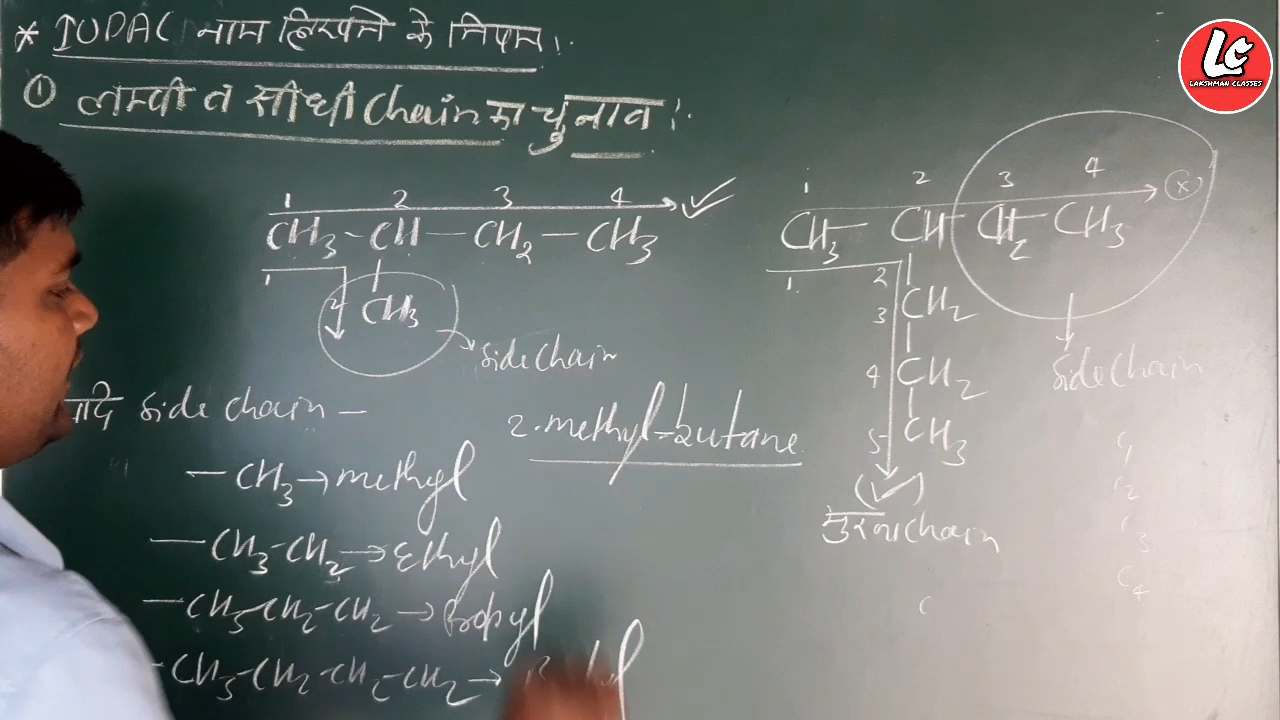 * IUPAC नाम लिखने के नियम :-
① लम्बी व सीधी Chain का चुनाव :-
1 2 3 4
CH3 - CH - CH2 - CH3
1
2 CH3
side chain
यदि side chain -
- CH3 → methyl
- CH3-CH2 → Ethyl
- CH3-CH2-CH2 → Propyl
- CH3-CH2-CH2-CH2 →
2-methyl-butane
1 2 3 4 (x)
CH3 - CH - CH2 - CH3
1. 2
3 CH2
4 CH2
5 CH3
(✓)
chain
side chain
C1
C2
C3
C4
LC
LAKSHMAN CLASSES